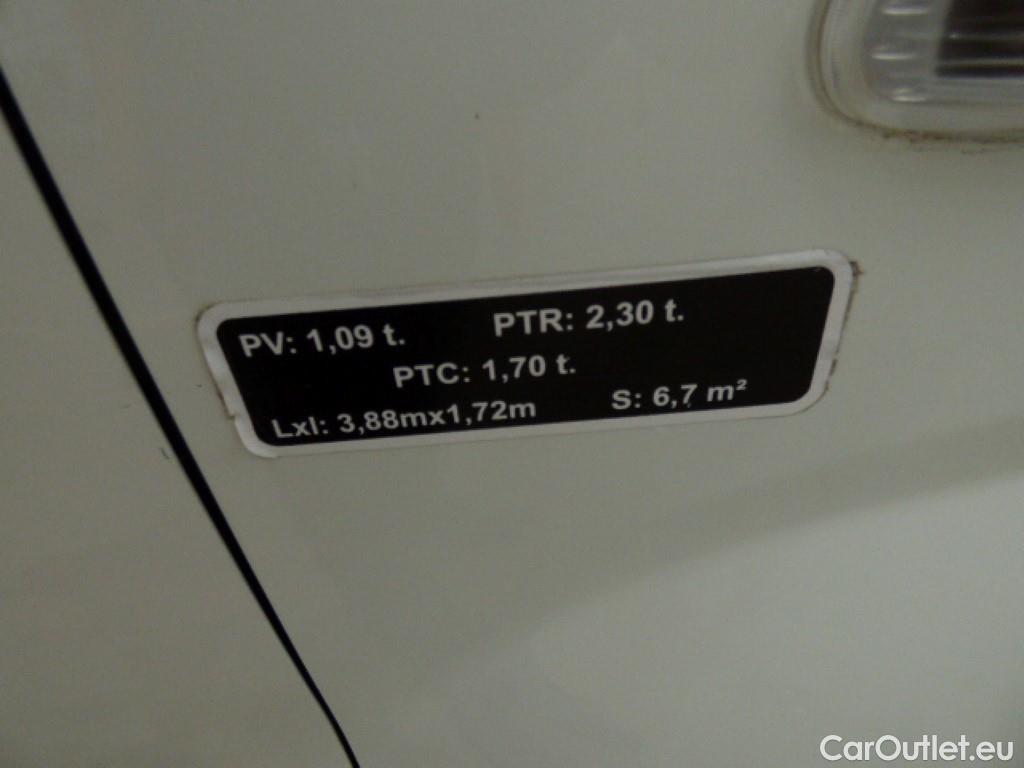 PV: 1,09 t. PTR: 2,30 t.
PTC: 1,70 t.
Lxl: 3,88mx1,72m S: 6,7 m²
CarOutlet.eu